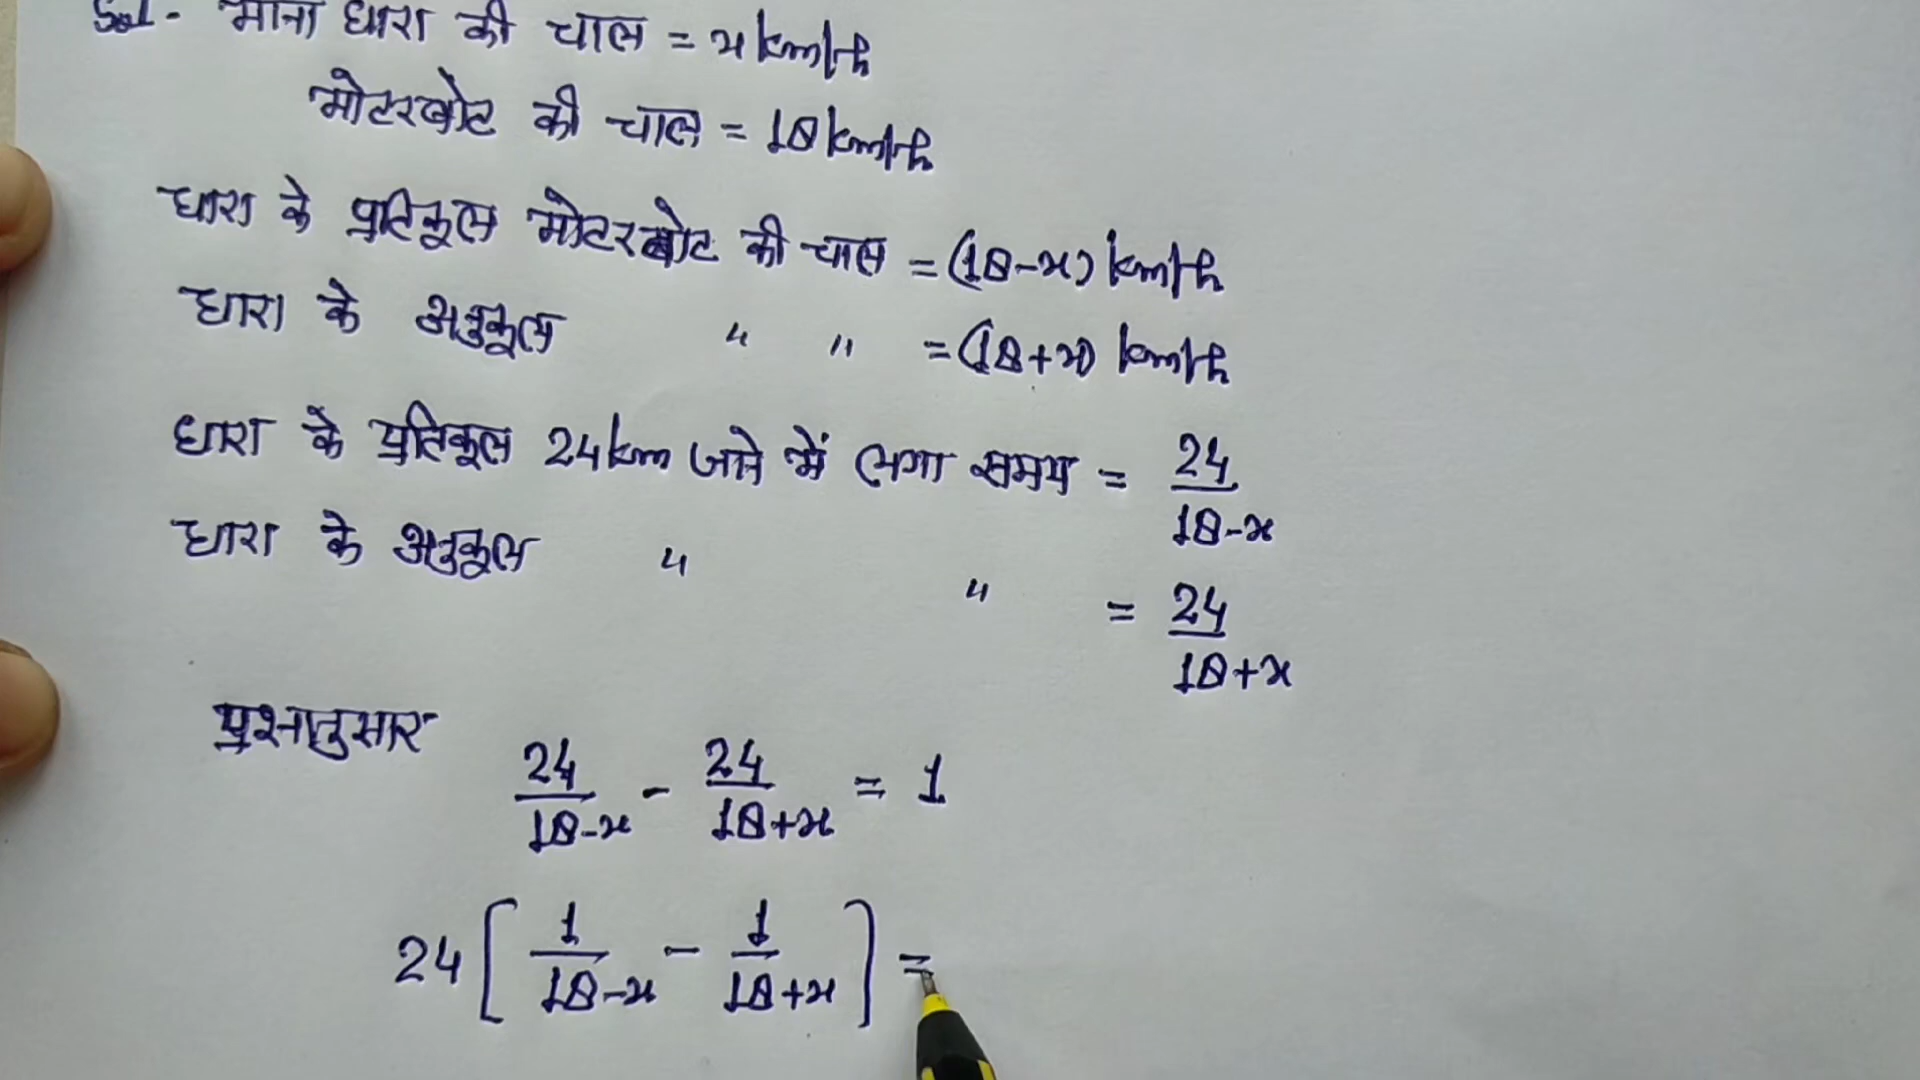 Sol- माना धारा की चाल = x km/h
मोटरबोट की चाल = 18 km/h
धारा के प्रतिकूल मोटरबोट की चाल = (18-x) km/h
धारा के अनुकूल " " = (18+x) km/h
धारा के प्रतिकूल 24 km जाने में लगा समय = 24/18-x
धारा के अनुकूल " " = 24/18+x
प्रश्नानुसार
24/18-x - 24/18+x = 1
24 [ 1/18-x - 1/18+x ] =